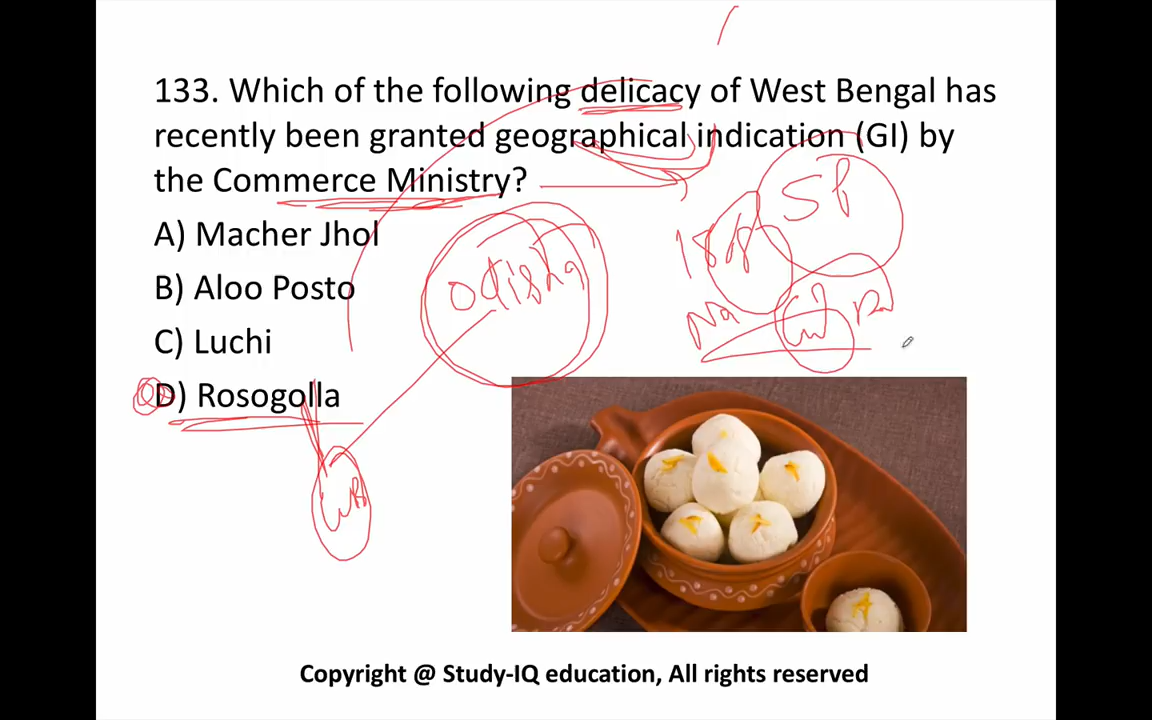 133. Which of the following delicacy of West Bengal has
recently been granted geographical indication (GI) by
the Commerce Ministry?
A) Macher Jhol
B) Aloo Posto
C) Luchi
D) Rosogolla
odisha
WB
Copyright @ Study-IQ education, All rights reserved